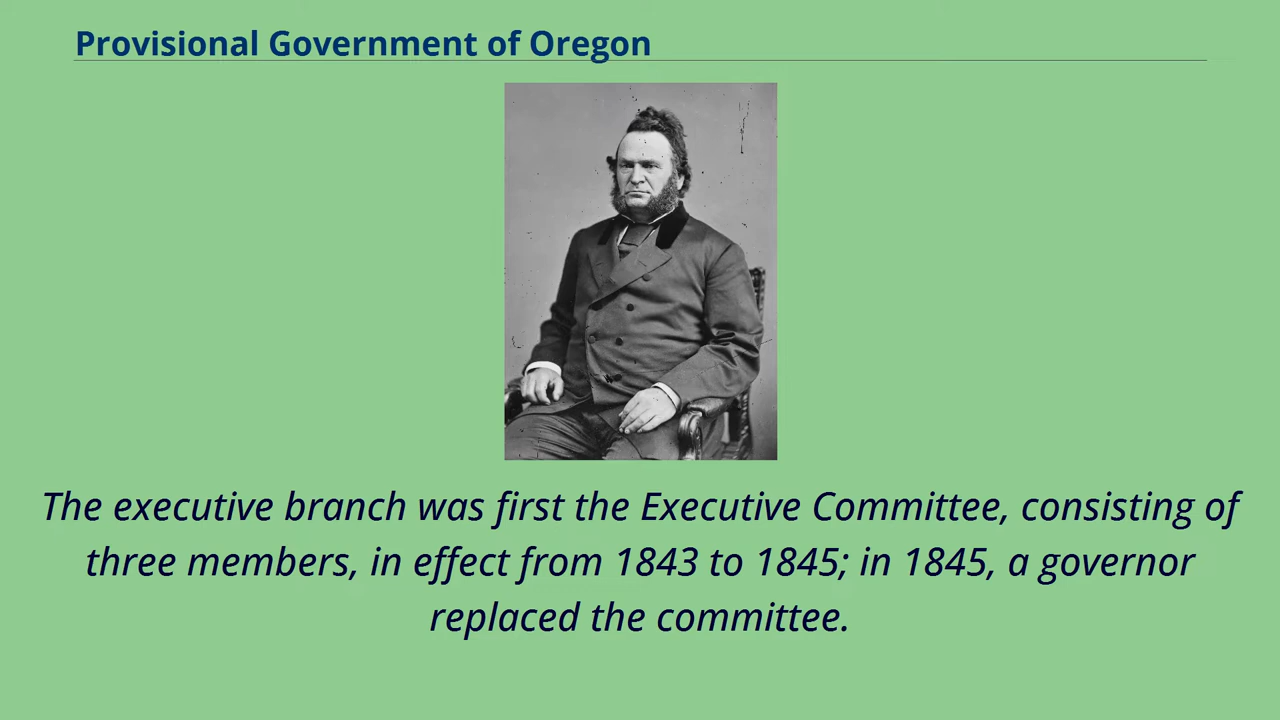 Provisional Government of Oregon
The executive branch was first the Executive Committee, consisting of
three members, in effect from 1843 to 1845; in 1845, a governor
replaced the committee.